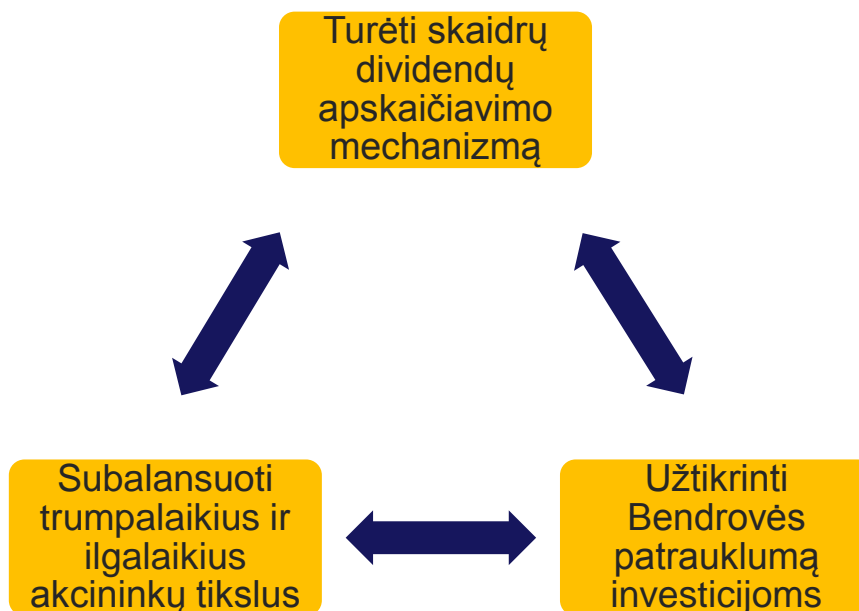 Turėti skaidrų
dividendų
apskaičiavimo
mechanizmą
Subalansuoti
trumpalaikius ir
ilgalaikius
akcininkų tikslus
Užtikrinti
Bendrovės
patrauklumą
investicijoms